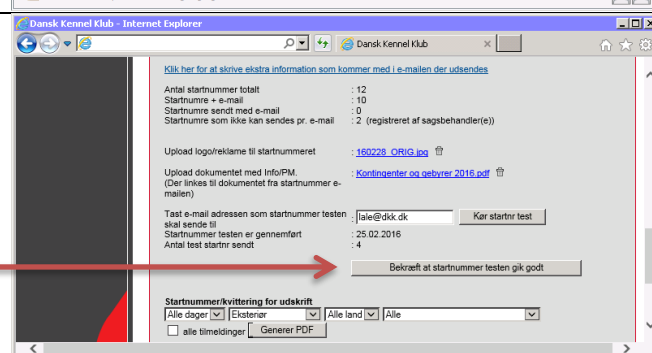 Dansk Kennel Klub - Internet Explorer
Dansk Kennel Klub
Klik her for at skrive ekstra information som kommer med i e-mailen der udsendes
Antal startnummer totalt : 12
Startnumre + e-mail : 10
Startnumre sendt med e-mail : 0
Startnumre som ikke kan sendes pr. e-mail : 2 (registreret af sagsbehandler(e))
Upload logo/reklame til startnummeret : 160228_ORIG.jpg
Upload dokumentet med Info/PM. : Kontingenter og gebyrer 2016.pdf
(Der linkes til dokumentet fra startnummer e-
mailen)
Tast e-mail adressen som startnummer testen : lale@dkk.dk Kør startnr test
skal sende til
Startnummer testen er gennemført : 25.02.2016
Antal test startnr sendt : 4
Bekræft at startnummer testen gik godt
Startnummer/kvittering for udskrift
Alle dager Eksteriør Alle land Alle
alle tilmeldinger Generer PDF